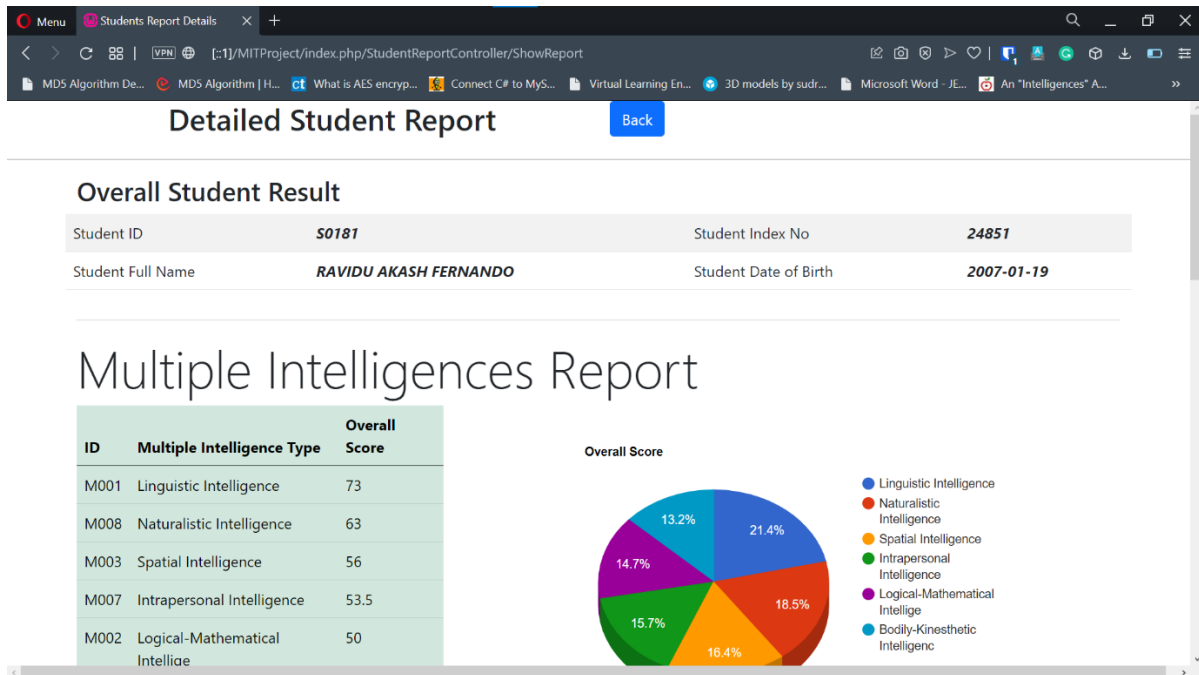 Menu
Students Report Details
VPN
[::1]/MITProject/index.php/StudentReportController/ShowReport
1
MD5 Algorithm De...
MD5 Algorithm | H...
ct
What is AES encryp...
Connect C# to MyS...
Virtual Learning En...
3D models by sudr...
Microsoft Word - JE...
An "Intelligences" A...
Detailed Student Report
Back
Overall Student Result
Student ID S0181 Student Index No 24851
Student Full Name RAVIDU AKASH FERNANDO Student Date of Birth 2007-01-19
Multiple Intelligences Report
ID Multiple Intelligence Type Overall Score
M001 Linguistic Intelligence 73
M008 Naturalistic Intelligence 63
M003 Spatial Intelligence 56
M007 Intrapersonal Intelligence 53.5
M002 Logical-Mathematical 50
Intellige
Overall Score
21.4%
18.5%
16.4%
15.7%
14.7%
13.2%
Linguistic Intelligence
Naturalistic
Intelligence
Spatial Intelligence
Intrapersonal
Intelligence
Logical-Mathematical
Intellige
Bodily-Kinesthetic
Intelligenc